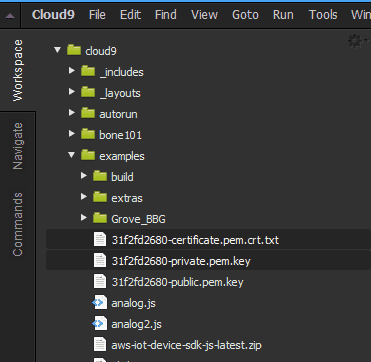 Cloud9 File Edit Find View Goto Run Tools Win
Workspace
Navigate
Commands
cloud9
_includes
_layouts
autorun
bone101
examples
build
extras
Grove_BBG
31f2fd2680-certificate.pem.crt.txt
31f2fd2680-private.pem.key
31f2fd2680-public.pem.key
analog.js
analog2.js
aws-iot-device-sdk-js-latest.zip